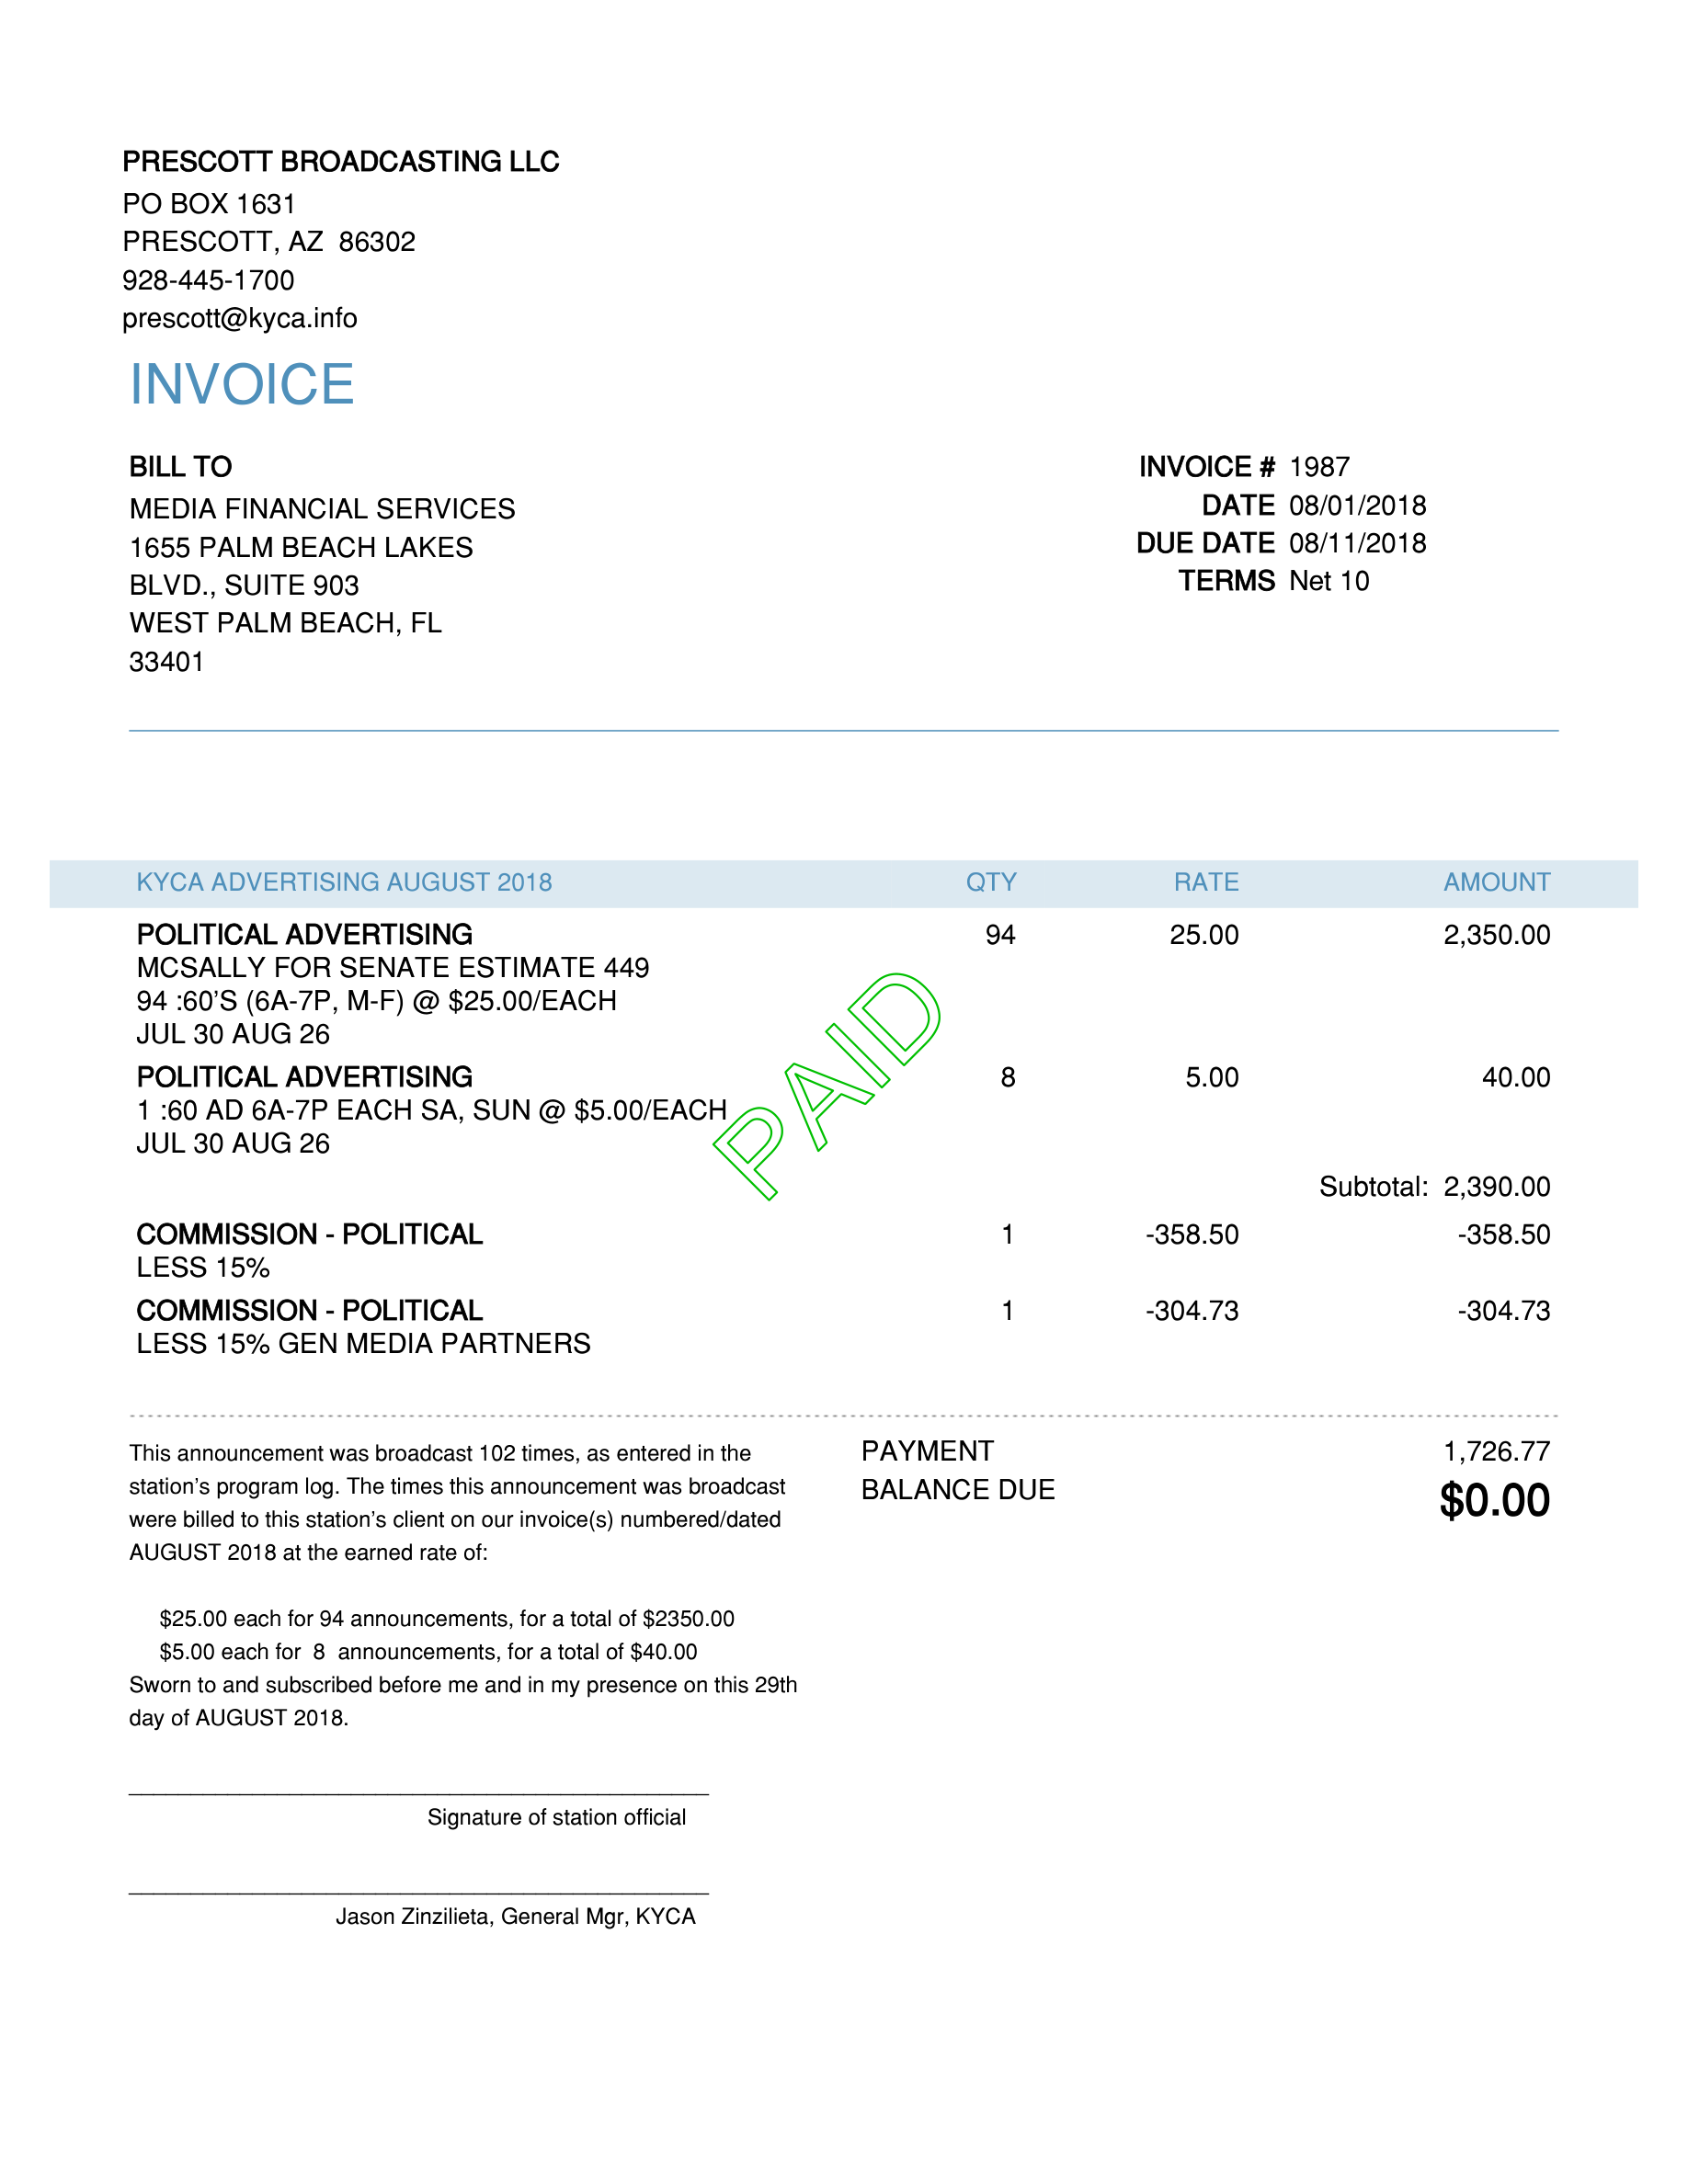 PRESCOTT BROADCASTING LLC
PO BOX 1631
PRESCOTT, AZ  86302
928-445-1700
prescott@kyca.info
INVOICE
BILL TO
MEDIA FINANCIAL SERVICES
1655 PALM BEACH LAKES
BLVD., SUITE 903
WEST PALM BEACH, FL
33401
INVOICE # 1987
DATE 08/01/2018
DUE DATE 08/11/2018
TERMS Net 10
KYCA ADVERTISING AUGUST 2018 QTY RATE AMOUNT
POLITICAL ADVERTISING 94 25.00 2,350.00
MCSALLY FOR SENATE ESTIMATE 449
94 :60'S (6A-7P, M-F) @ $25.00/EACH
JUL 30 AUG 26
POLITICAL ADVERTISING 8 5.00 40.00
1 :60 AD 6A-7P EACH SA, SUN @ $5.00/EACH
JUL 30 AUG 26
PAID
Subtotal: 2,390.00
COMMISSION - POLITICAL 1 -358.50 -358.50
LESS 15%
COMMISSION - POLITICAL 1 -304.73 -304.73
LESS 15% GEN MEDIA PARTNERS
This announcement was broadcast 102 times, as entered in the
station's program log. The times this announcement was broadcast
were billed to this station's client on our invoice(s) numbered/dated
AUGUST 2018 at the earned rate of:
$25.00 each for 94 announcements, for a total of $2350.00
$5.00 each for  8  announcements, for a total of $40.00
Sworn to and subscribed before me and in my presence on this 29th
day of AUGUST 2018.
Signature of station official
Jason Zinzilieta, General Mgr, KYCA
PAYMENT 1,726.77
BALANCE DUE $0.00